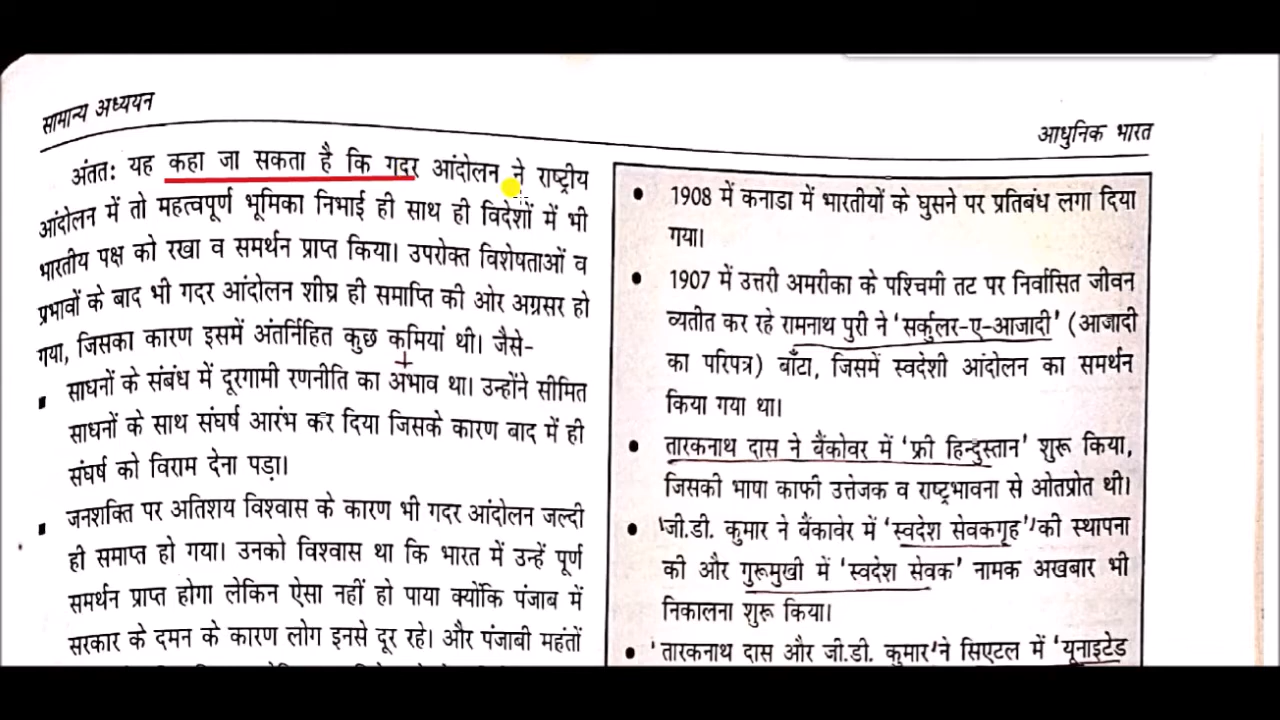 सामान्य अध्ययन
आधुनिक भारत
अंततः यह कहा जा सकता है कि गदर आंदोलन ने राष्ट्रीय
आंदोलन में तो महत्वपूर्ण भूमिका निभाई ही साथ ही विदेशों में भी
भारतीय पक्ष को रखा व समर्थन प्राप्त किया। उपरोक्त विशेषताओं व
प्रभावों के बाद भी गदर आंदोलन शीघ्र ही समाप्ति की ओर अग्रसर हो
गया, जिसका कारण इसमें अंतर्निहित कुछ कमियां थी। जैसे-
▪ साधनों के संबंध में दूरगामी रणनीति का अभाव था। उन्होंने सीमित
साधनों के साथ संघर्ष आरंभ कर दिया जिसके कारण बाद में ही
संघर्ष को विराम देना पड़ा।
▪ जनशक्ति पर अतिशय विश्वास के कारण भी गदर आंदोलन जल्दी
ही समाप्त हो गया। उनको विश्वास था कि भारत में उन्हें पूर्ण
समर्थन प्राप्त होगा लेकिन ऐसा नहीं हो पाया क्योंकि पंजाब में
सरकार के दमन के कारण लोग इनसे दूर रहे। और पंजाबी महंतों
• 1908 में कनाडा में भारतीयों के घुसने पर प्रतिबंध लगा दिया
गया।
• 1907 में उत्तरी अमरीका के पश्चिमी तट पर निर्वासित जीवन
व्यतीत कर रहे रामनाथ पुरी ने ‘सर्कुलर-ए-आजादी’ (आजादी
का परिपत्र) बाँटा, जिसमें स्वदेशी आंदोलन का समर्थन
किया गया था।
• तारकनाथ दास ने बैंकोवर में ‘फ्री हिन्दुस्तान’ शुरू किया,
जिसकी भाषा काफी उत्तेजक व राष्ट्रभावना से ओतप्रोत थी।
• जी.डी. कुमार ने बैंकावेर में ‘स्वदेश सेवकगृह’ की स्थापना
की और गुरूमुखी में ‘स्वदेश सेवक’ नामक अखबार भी
निकालना शुरू किया।
• तारकनाथ दास और जी.डी. कुमार ने सिएटल में ‘यूनाइटेड